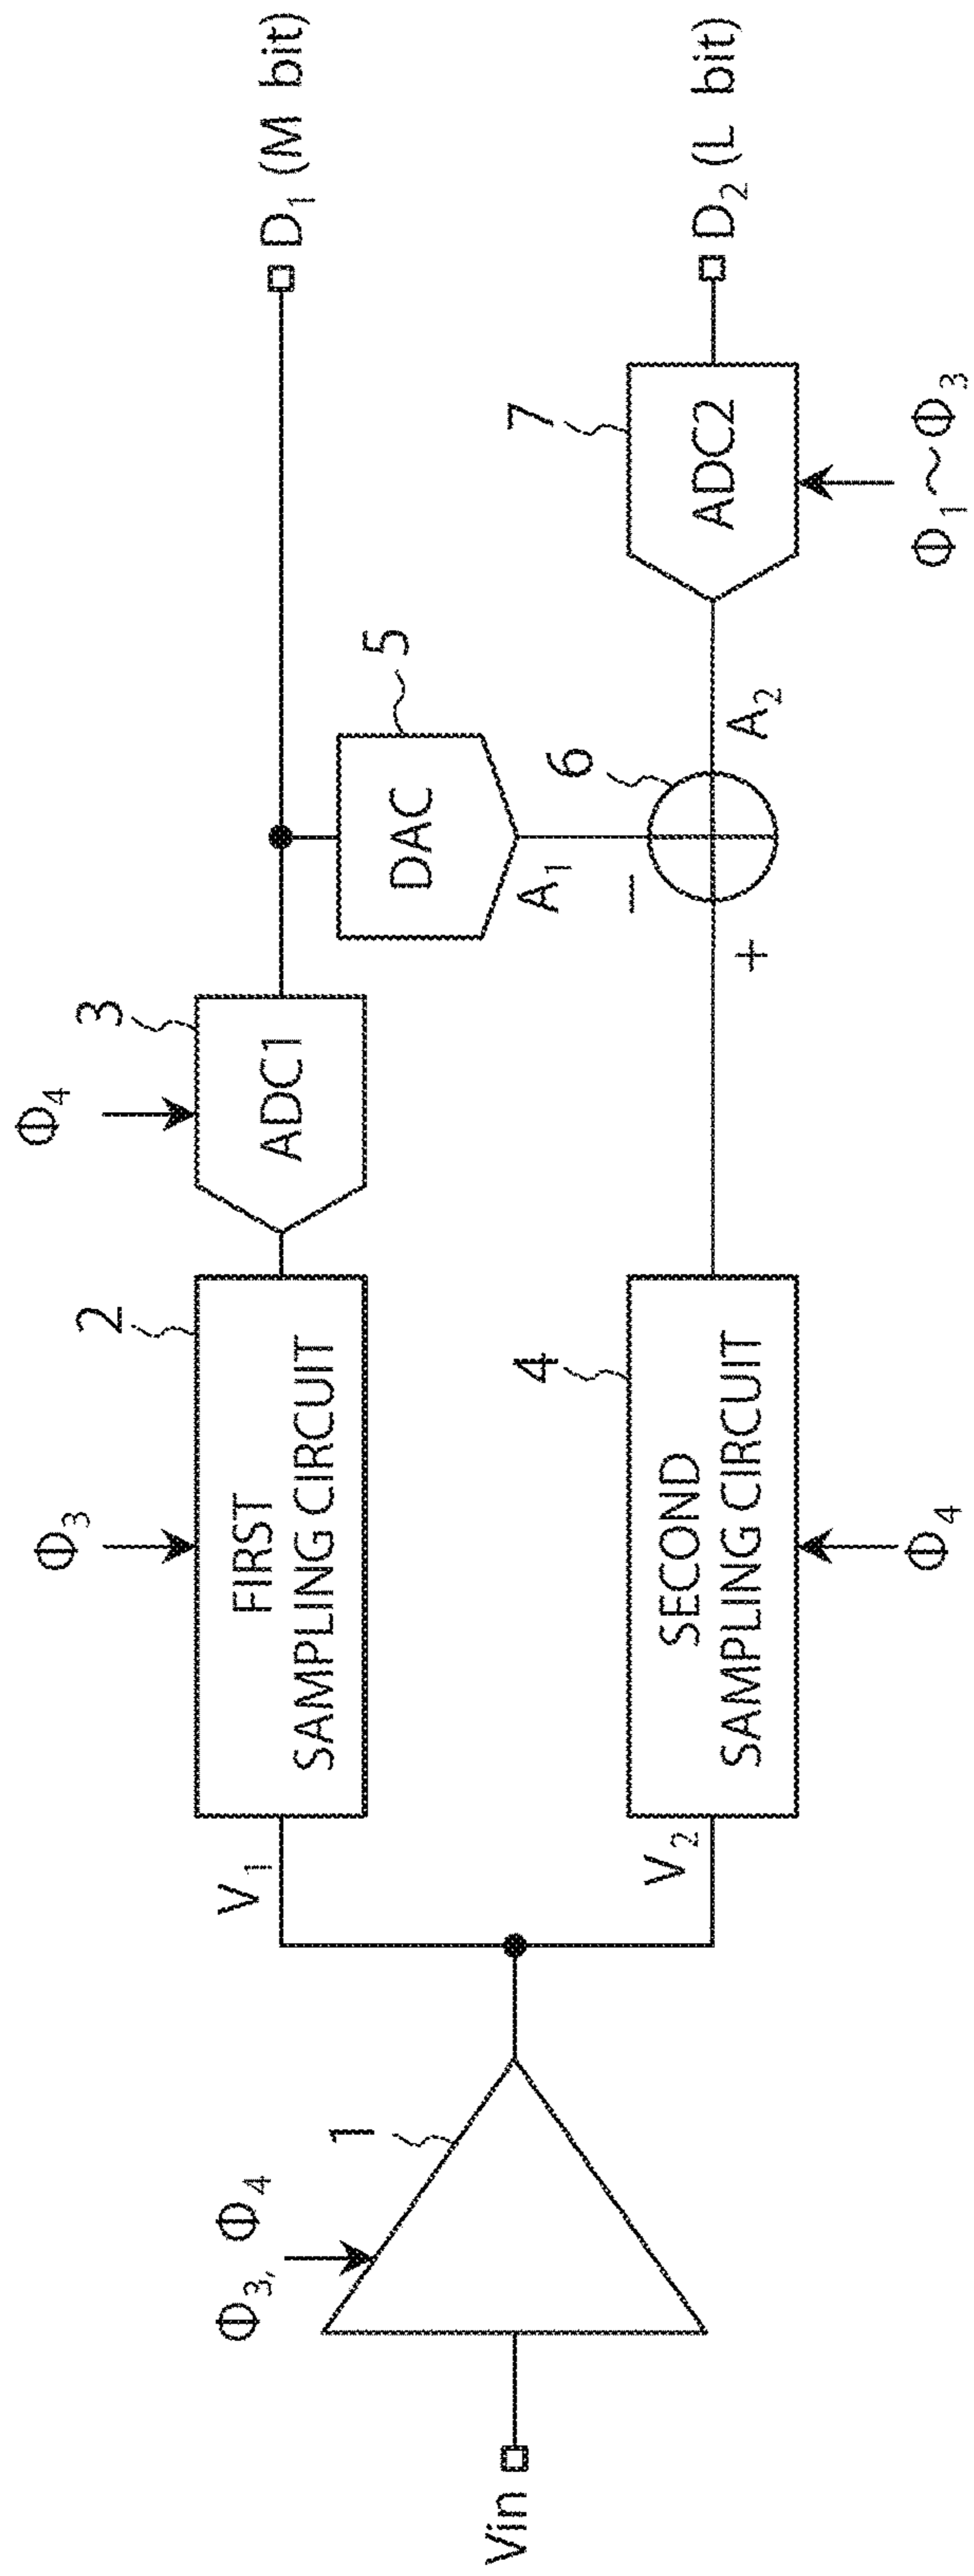 Vin
Φ3, Φ4
1
V1
V2
Φ3
2
FIRST
SAMPLING CIRCUIT
4
SECOND
SAMPLING CIRCUIT
Φ4
Φ4
3
ADC1
DAC
5
A1
−
+
6
A2
7
ADC2
Φ1~Φ3
D1 (M bit)
D2 (L bit)